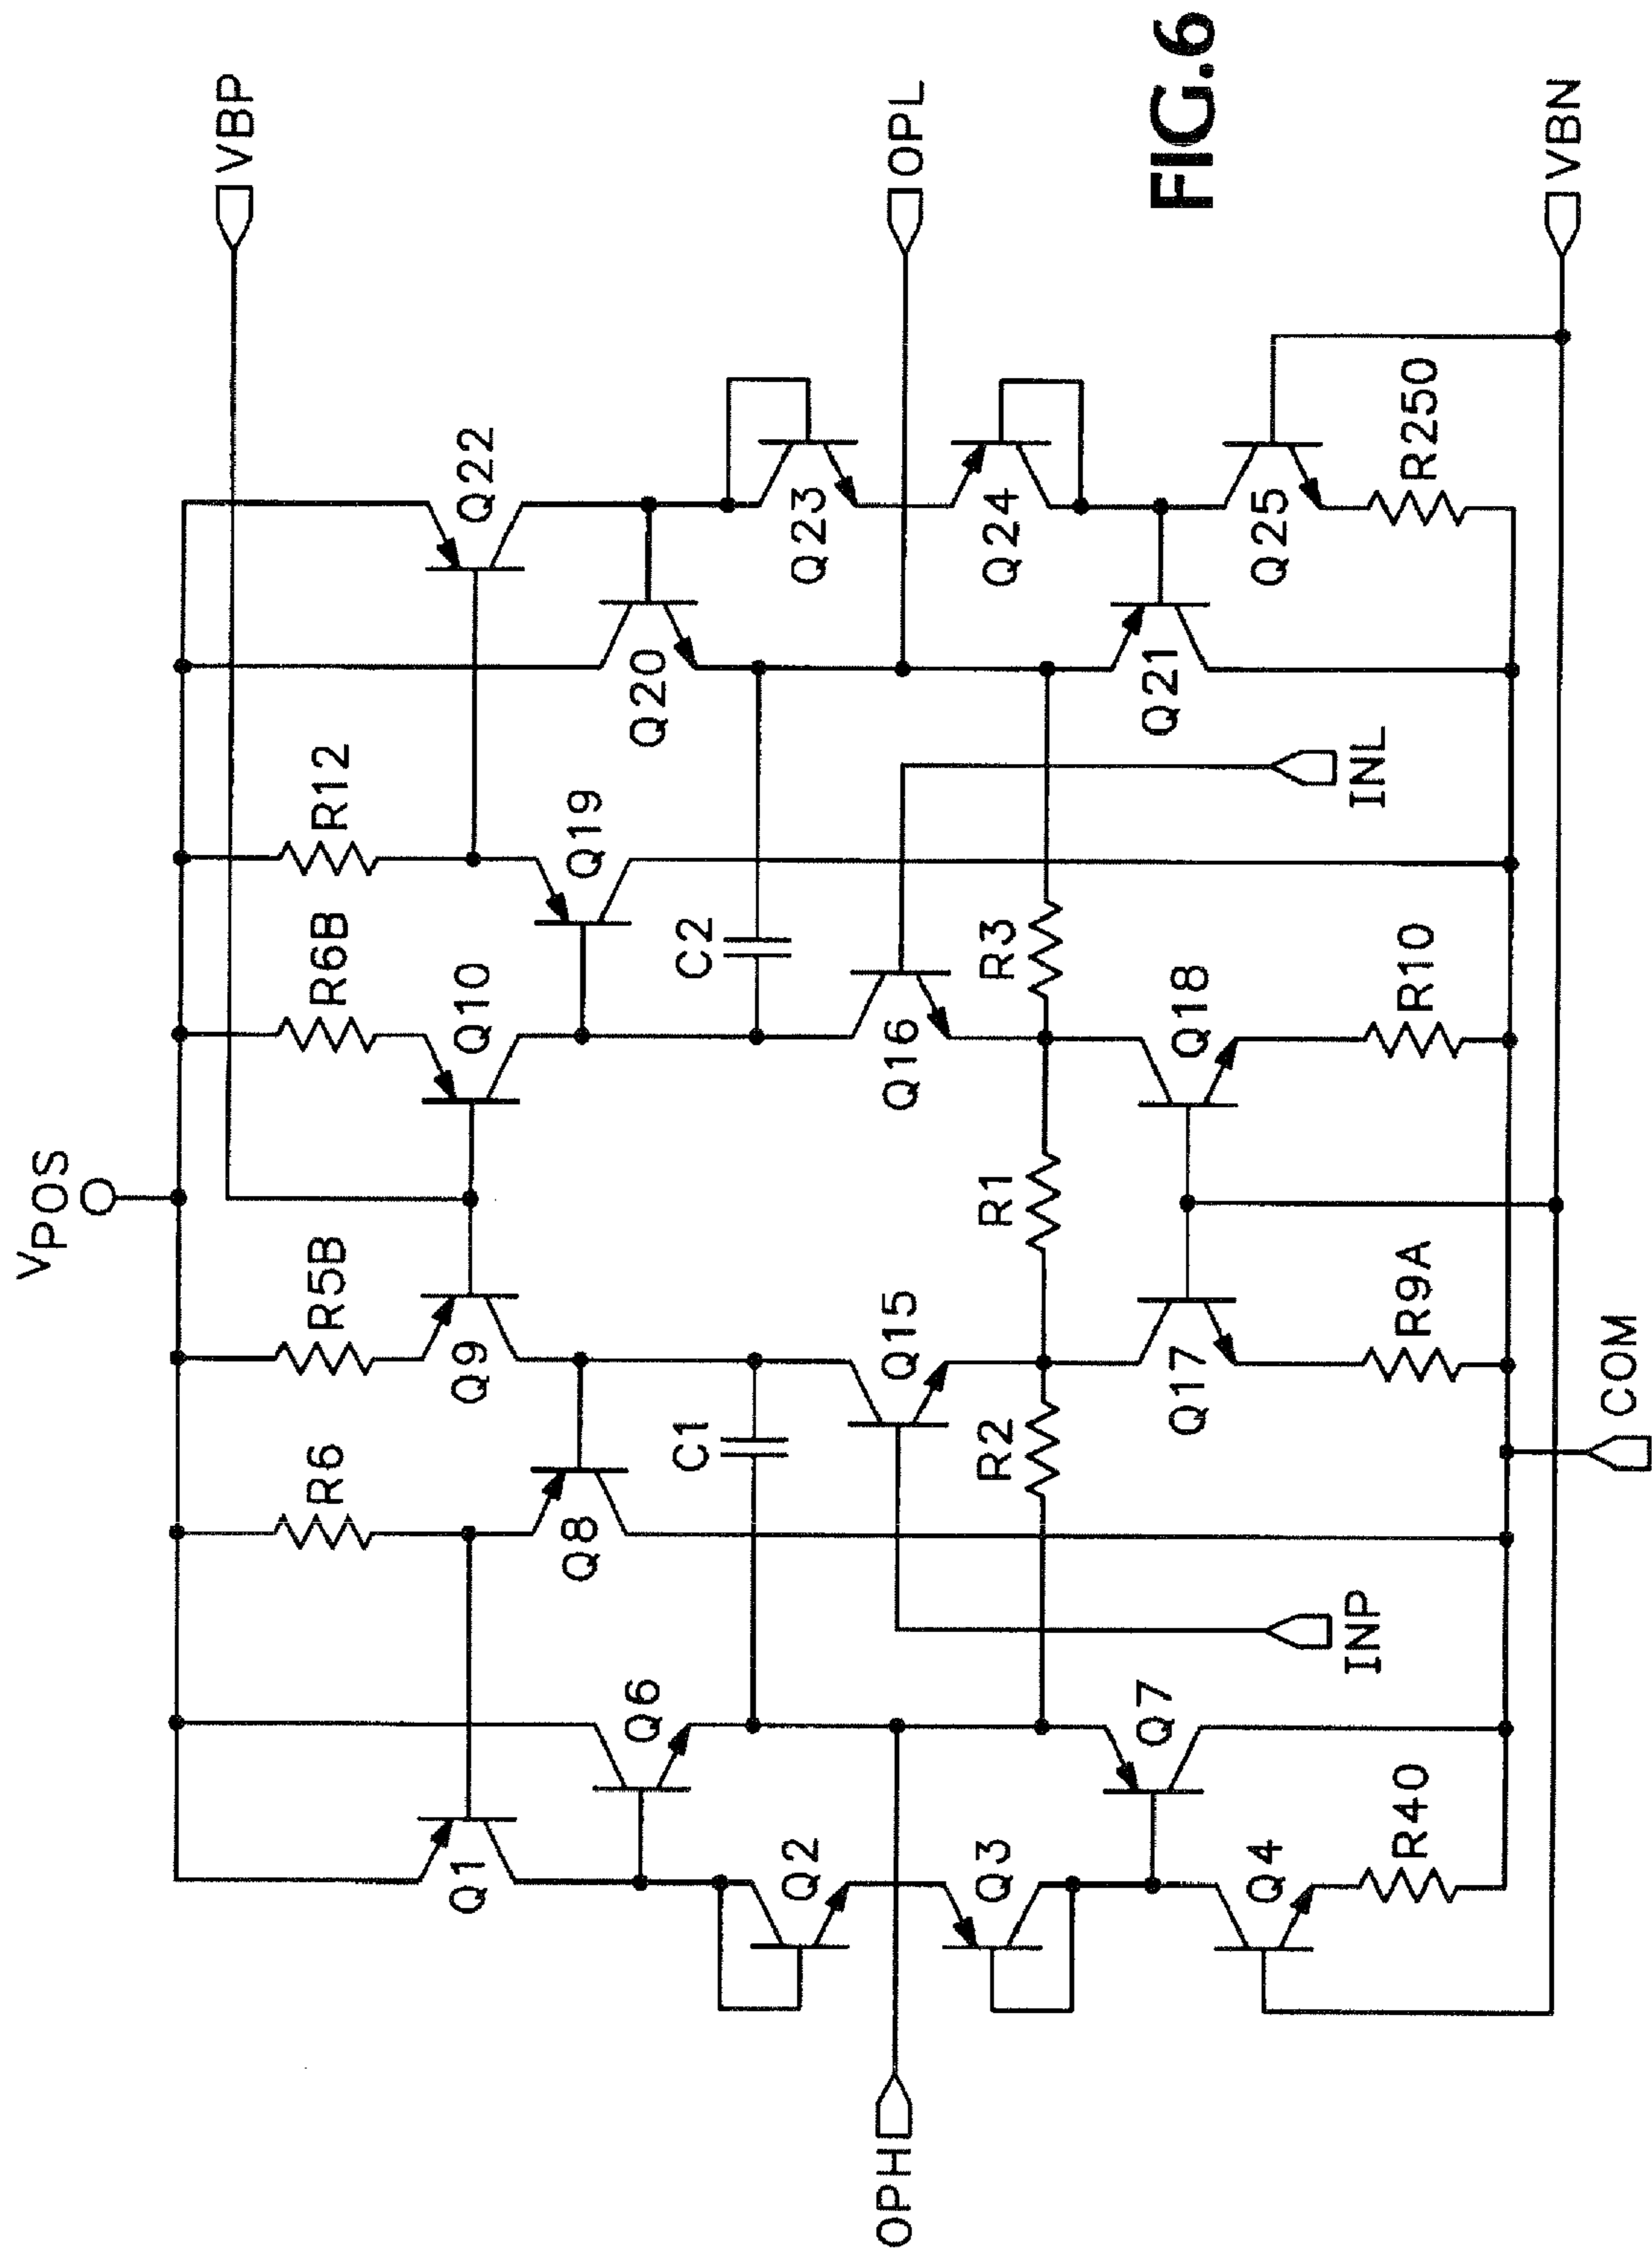 VPOS
VBP
R6
R5B
R6B
R12
Q1
Q9
Q10
Q22
Q8
Q19
Q6
Q20
C1
C2
Q2
Q23
OPHI
Q15
Q16
OPL
Q3
R2
R1
R3
Q24
Q7
Q17
Q18
Q21
FIG.6
Q4
Q25
INP
INL
R40
R9A
R10
R250
VBN
COM